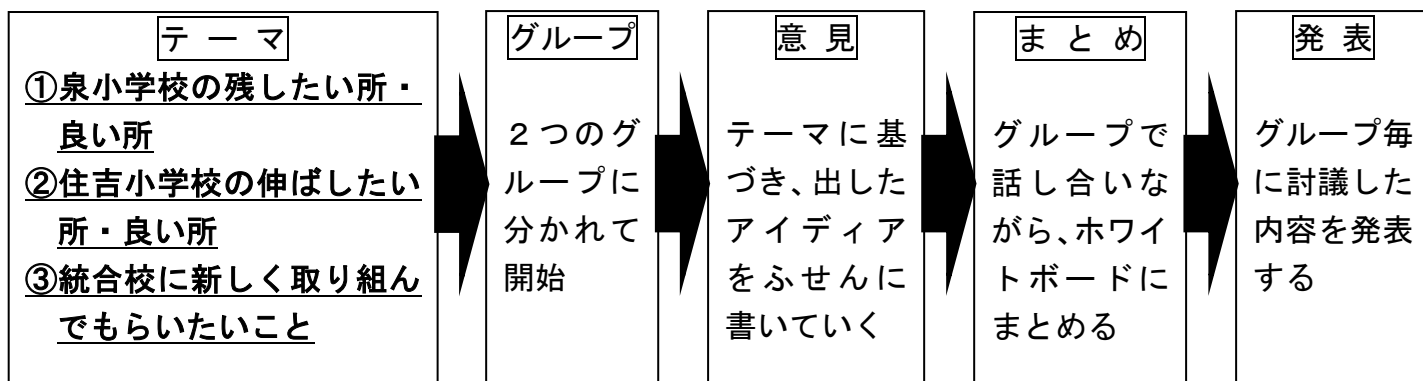 テーマ
①泉小学校の残したい所・
良い所
②住吉小学校の伸ばしたい
所・良い所
③統合校に新しく取り組ん
でもらいたいこと
グループ
２つのグ
ループに
分かれて
開始
意見
テーマに基
づき、出した
アイディア
をふせんに
書いていく
まとめ
グループで
話し合いな
がら、ホワイ
トボードに
まとめる
発表
グループ毎
に討議した
内容を発表
する